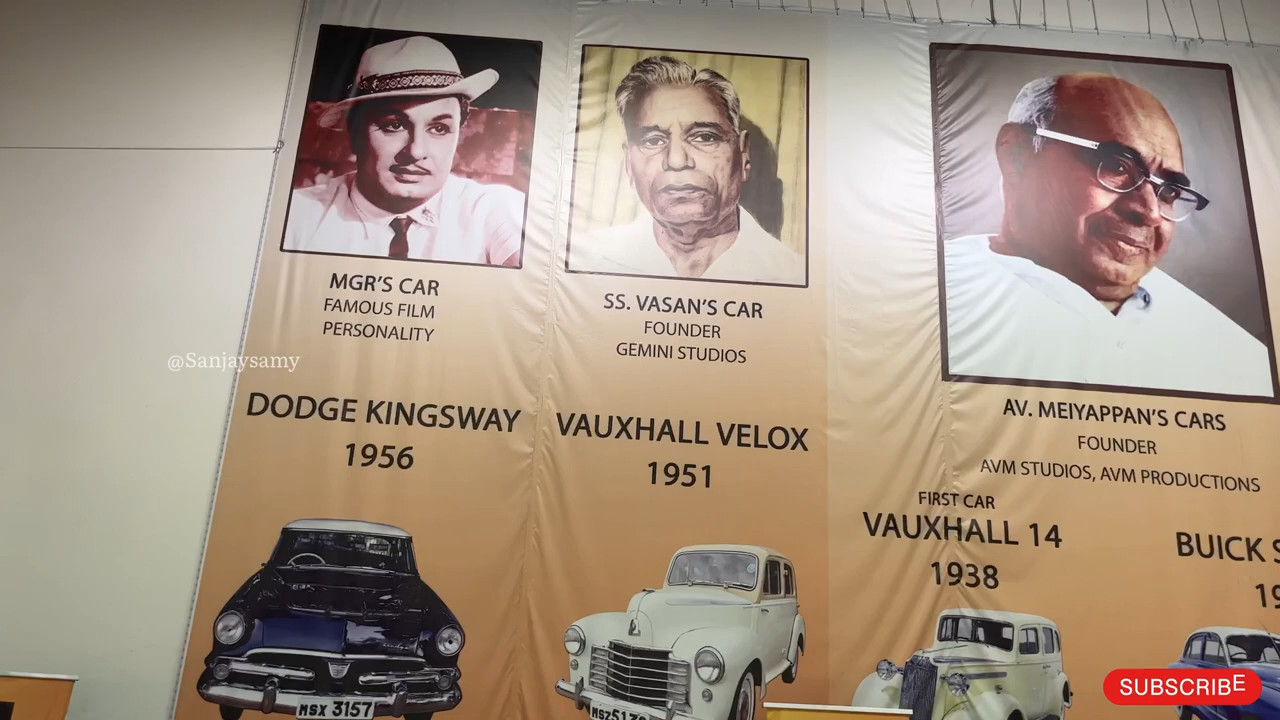 MGR'S CAR
FAMOUS FILM
PERSONALITY
DODGE KINGSWAY
1956
MSX 3157
SS. VASAN'S CAR
FOUNDER
GEMINI STUDIOS
VAUXHALL VELOX
1951
AV. MEIYAPPAN'S CARS
FOUNDER
AVM STUDIOS, AVM PRODUCTIONS
FIRST CAR
VAUXHALL 14
1938
BUICK
@Sanjaysamy
SUBSCRIBE